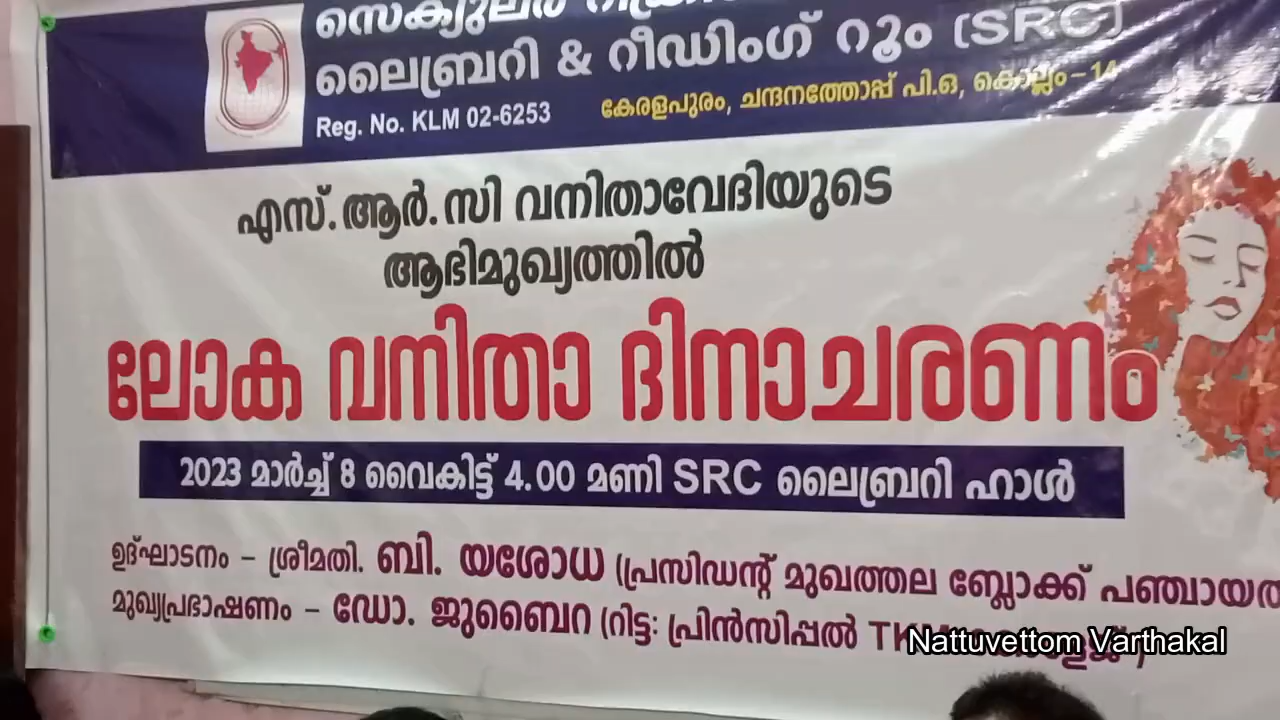 സെക്യുലർ
ലൈബ്രറി & റീഡിംഗ് റൂം (SRC)
Reg. No. KLM 02-6253
കേരളപുരം, ചന്ദനത്തോപ്പ് പി.ഒ, കൊല്ലം - 14
എസ്.ആർ.സി വനിതാവേദിയുടെ
ആഭിമുഖ്യത്തിൽ
ലോക വനിതാ ദിനാചരണം
2023 മാർച്ച് 8 വൈകിട്ട് 4.00 മണി SRC ലൈബ്രറി ഹാൾ
ഉദ്ഘാടനം - ശ്രീമതി. ബി. യശോധ (പ്രസിഡന്റ് മുഖത്തല ബ്ലോക്ക്
മുഖ്യപ്രഭാഷണം - ഡോ. ജുബൈറ (റിട്ട: പ്രിൻസിപ്പൽ
Nattuvettom Varthakal